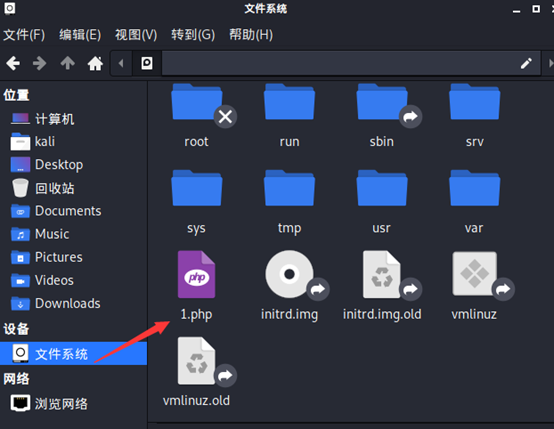 文件系统
文件(F) 编辑(E) 视图(V) 转到(G) 帮助(H)
位置
计算机
kali
Desktop
回收站
Documents
Music
Pictures
Videos
Downloads
设备
文件系统
网络
浏览网络
root run sbin srv
sys tmp usr var
php
1.php initrd.img initrd.img.old vmlinuz
vmlinuz.old